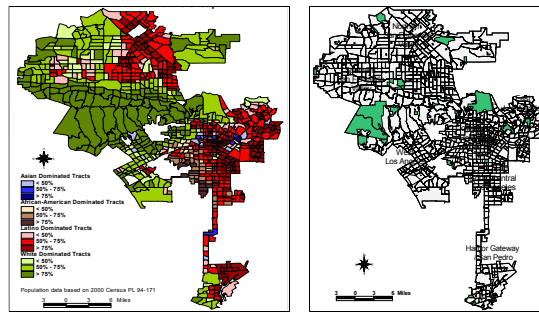 Asian Dominated Tracts
< 50%
50% - 75%
> 75%
African-American Dominated Tracts
< 50%
50% - 75%
> 75%
Latino Dominated Tracts
< 50%
50% - 75%
> 75%
White Dominated Tracts
< 50%
50% - 75%
> 75%
Population data based on 2000 Census PL 94-171
3 0 3 6 Miles
Los
Harbor Gateway
San Pedro
3 0 3 6 Miles